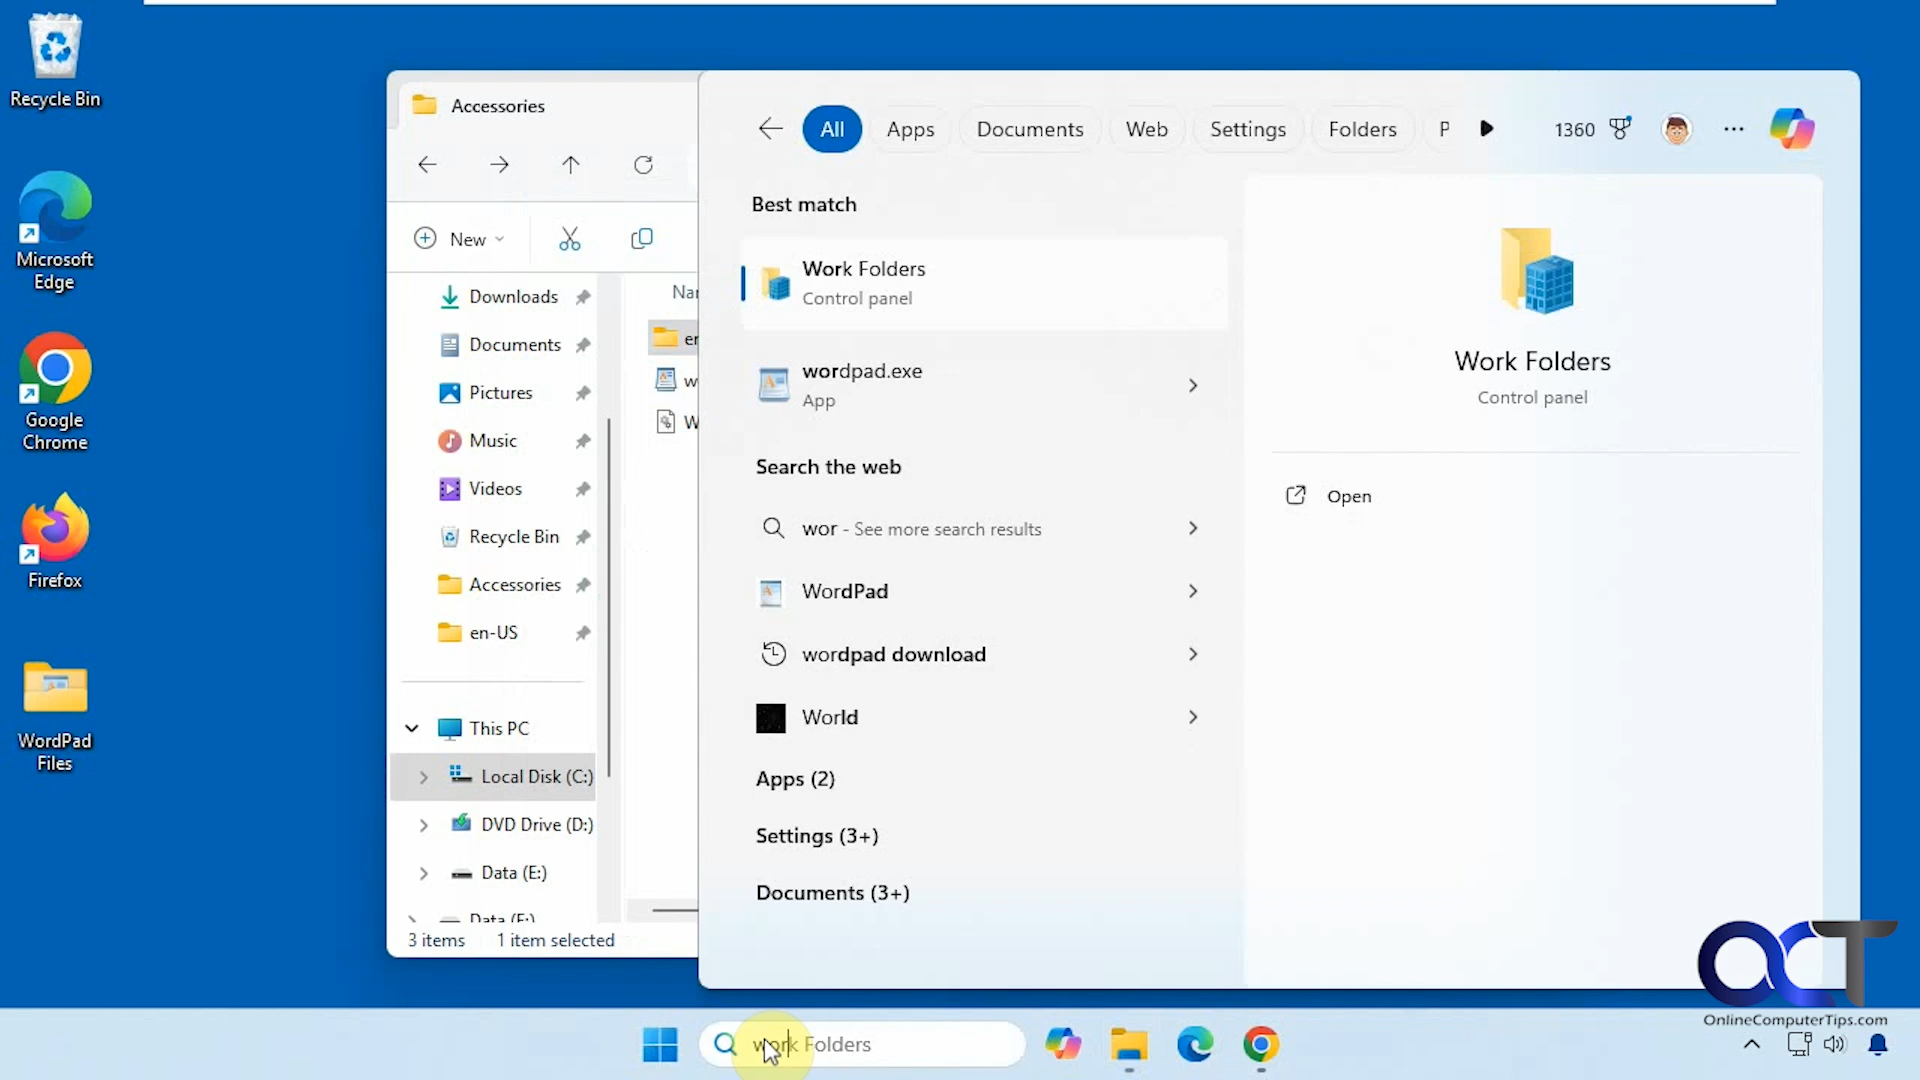 Recycle Bin
Microsoft
Edge
Google
Chrome
Firefox
WordPad
Files
Accessories
New
Downloads
Documents
Pictures
Music
Videos
Recycle Bin
Accessories
en-US
This PC
Local Disk (C:)
DVD Drive (D:)
Data (E:)
Data (F:)
3 items 1 item selected
Nar
er
w
W
All Apps Documents Web Settings Folders P 1360
Best match
Work Folders
Control panel
wordpad.exe
App
Search the web
wor - See more search results
WordPad
wordpad download
World
Apps (2)
Settings (3+)
Documents (3+)
Work Folders
Control panel
Open
work Folders
OCT
OnlineComputerTips.com